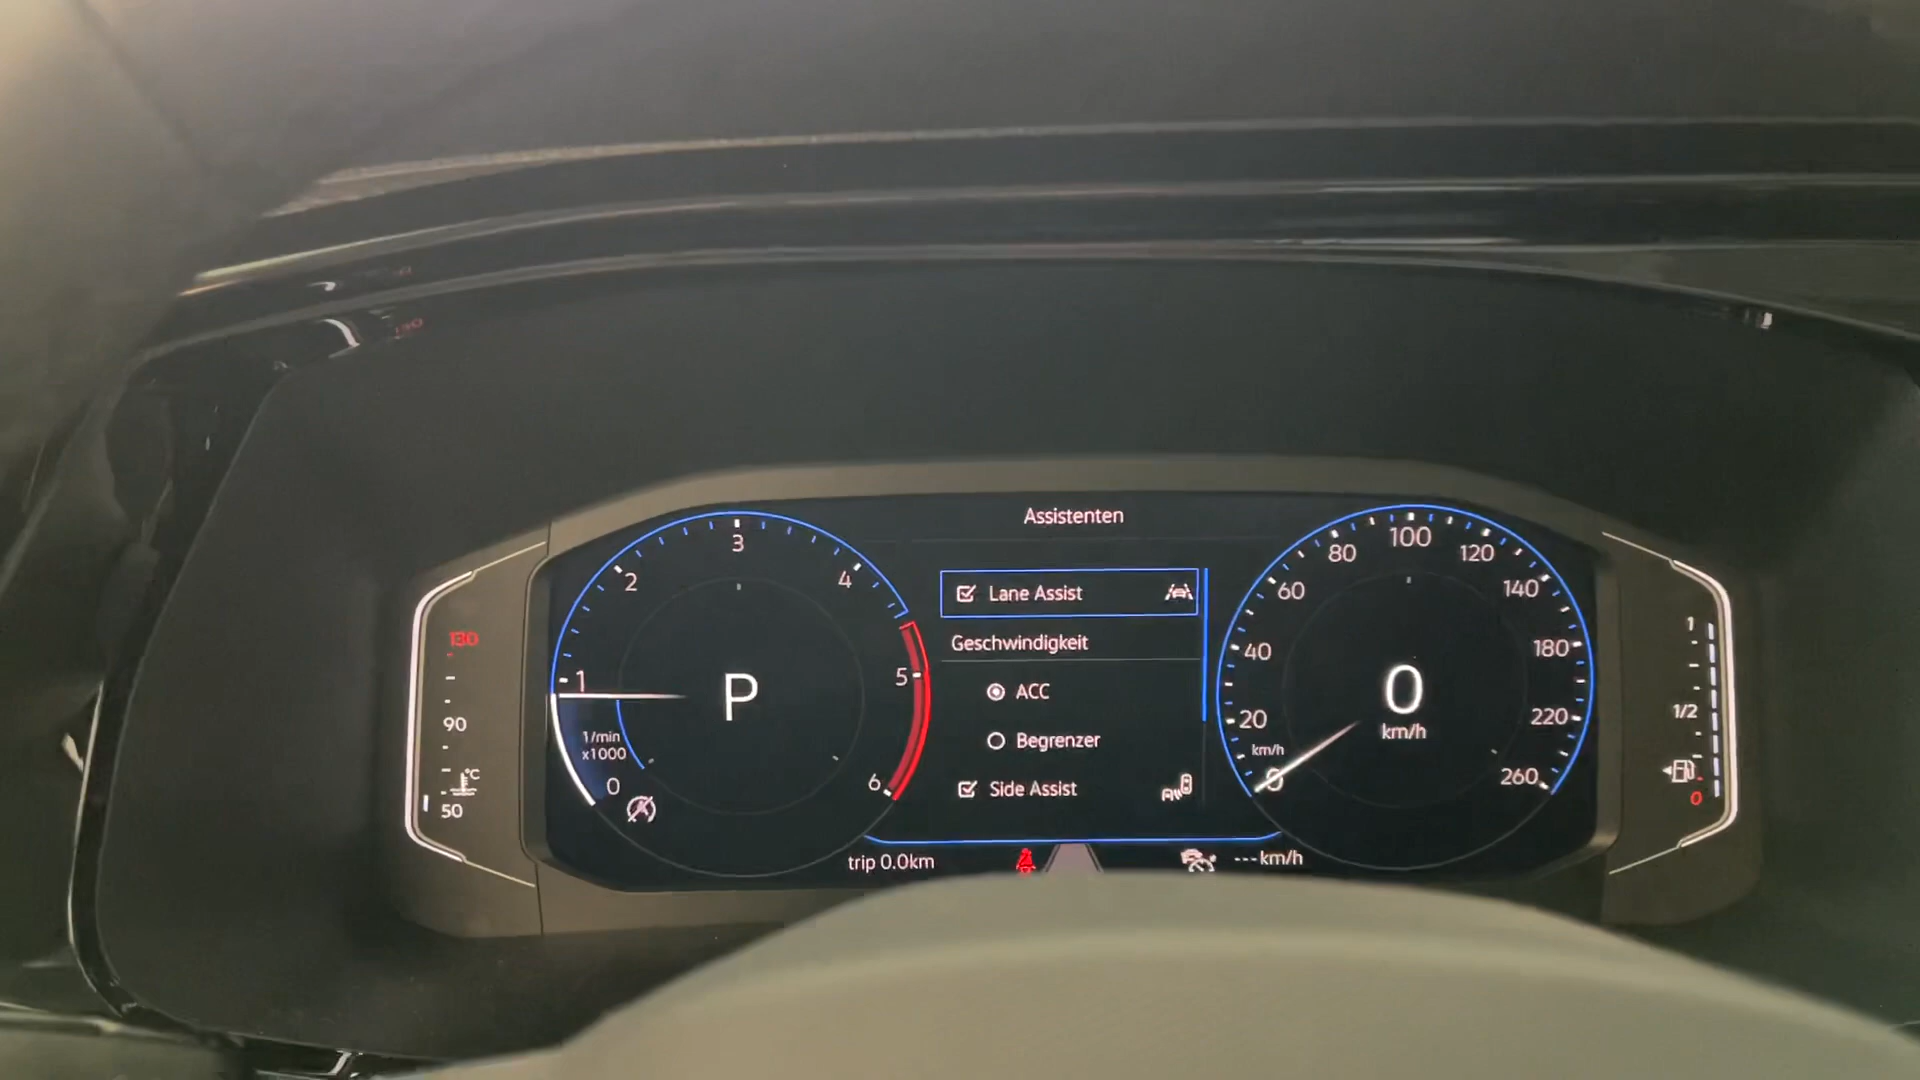 Assistenten
Lane Assist
Geschwindigkeit
ACC
Begrenzer
Side Assist
130
90
°C
50
0
1
2
3
4
5
6
1/min
x1000
P
0
20
40
60
80
100
120
140
180
220
260
km/h
0
km/h
1
1/2
0
trip 0.0km
---km/h